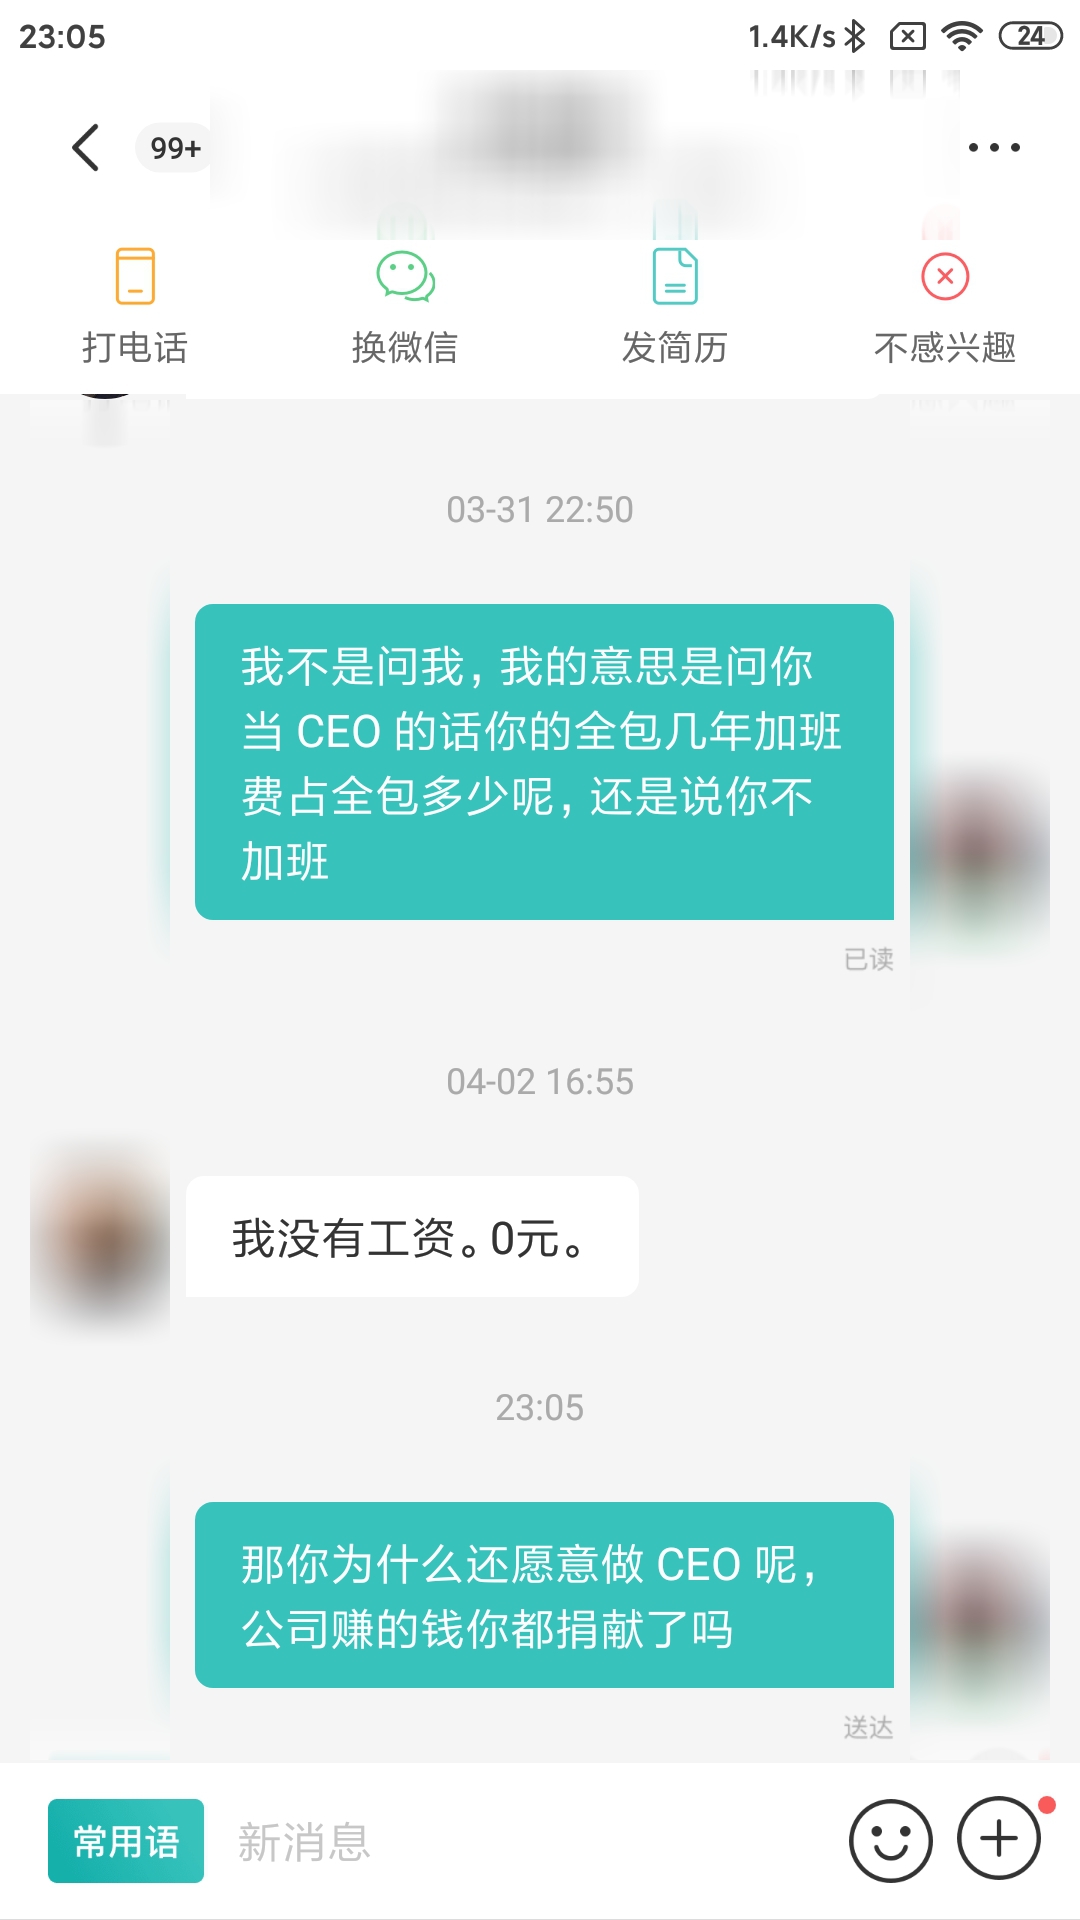 23:05
1.4K/s
24
99+
打电话
换微信
发简历
不感兴趣
03-31 22:50
我不是问我，我的意思是问你
当 CEO 的话你的全包几年加班
费占全包多少呢，还是说你不
加班
已读
04-02 16:55
我没有工资。0元。
23:05
那你为什么还愿意做 CEO 呢，
公司赚的钱你都捐献了吗
送达
常用语
新消息